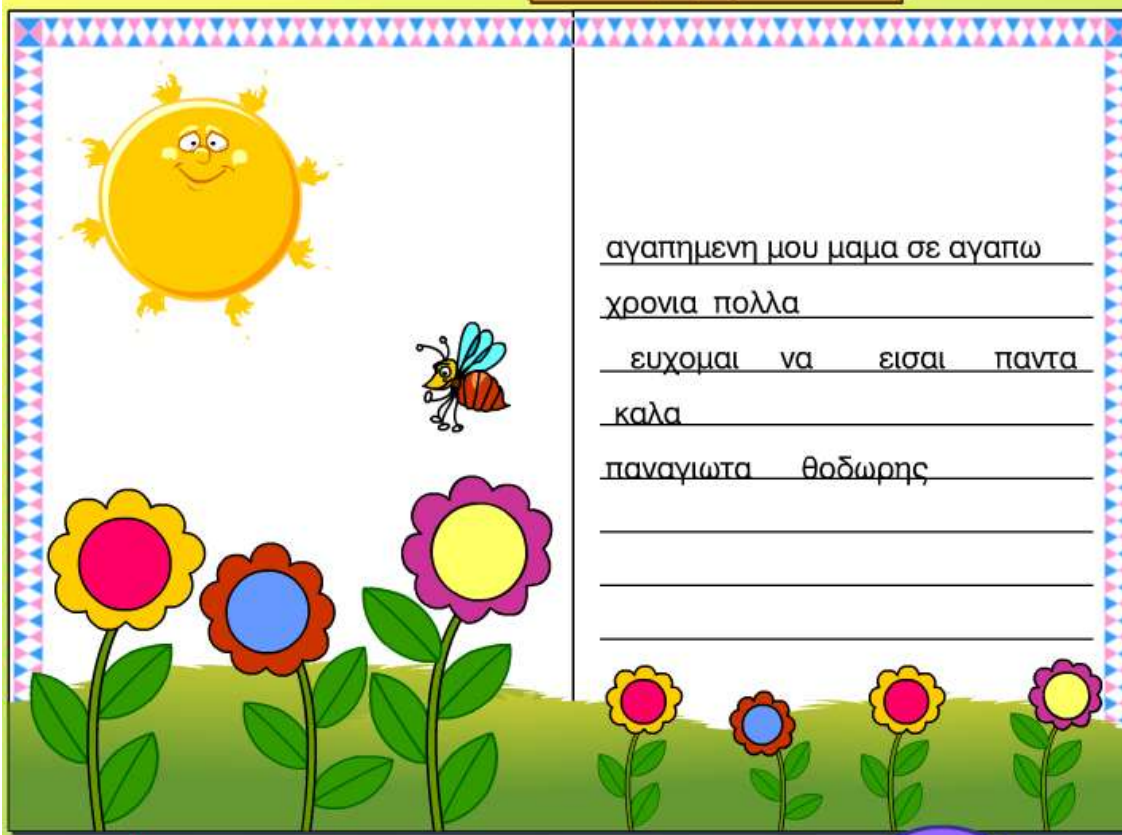 αγαπημενη μου μαμα σε αγαπω
χρονια πολλα
ευχομαι να εισαι παντα
καλα
παναγιωτα θοδωρης